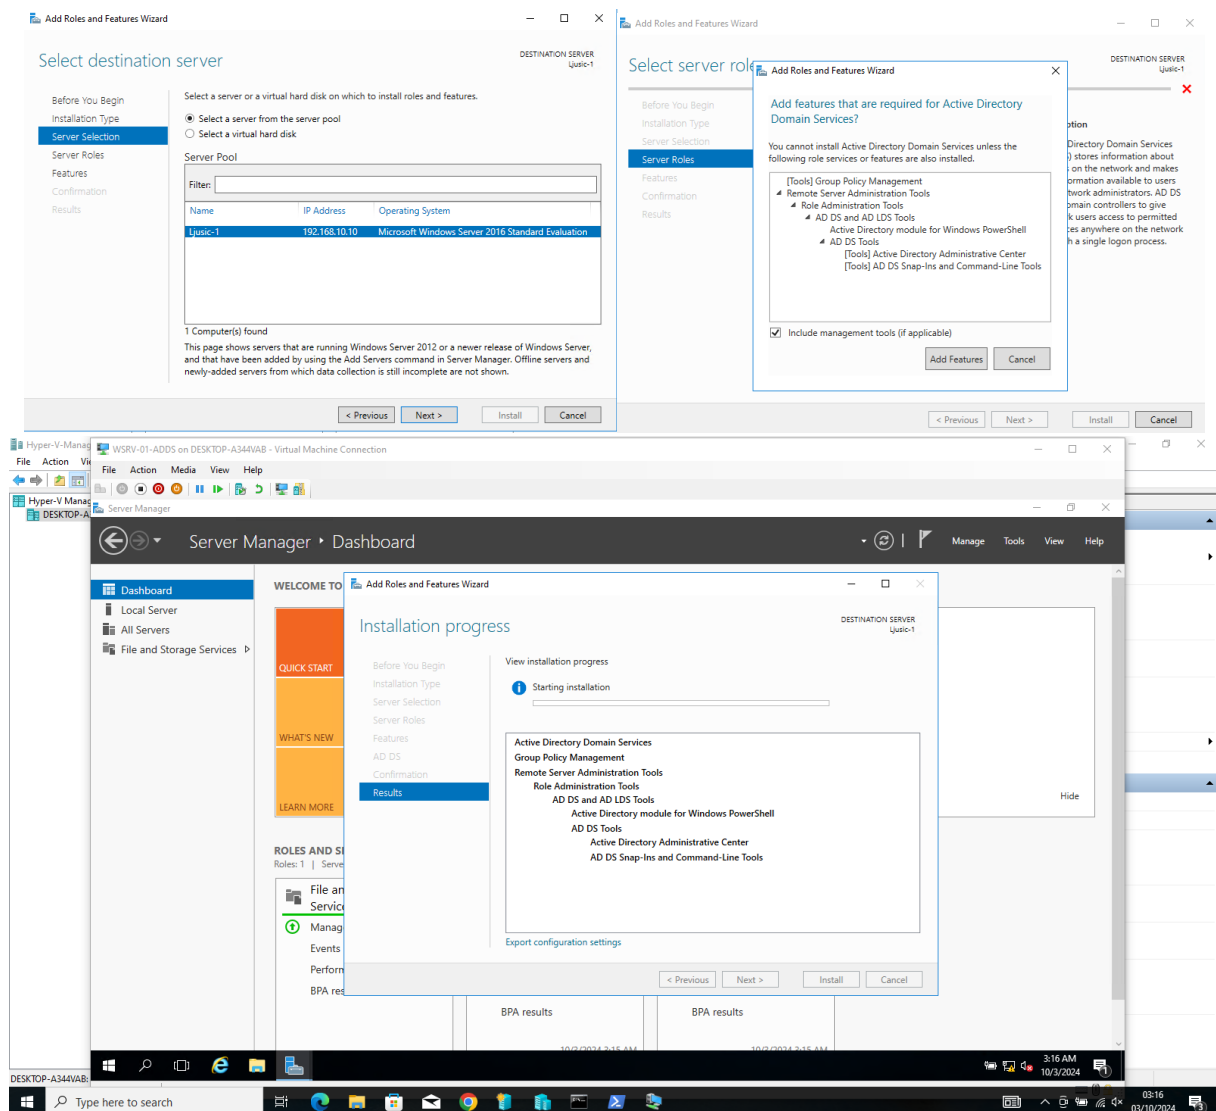 Add Roles and Features Wizard
Select destination server
DESTINATION SERVER
Ljusic-1
Before You Begin
Installation Type
Server Selection
Server Roles
Features
Confirmation
Results
Select a server or a virtual hard disk on which to install roles and features.
Select a server from the server pool
Select a virtual hard disk
Server Pool
Filter:
Name IP Address Operating System
Ljusic-1 192.168.10.10 Microsoft Windows Server 2016 Standard Evaluation
1 Computer(s) found
This page shows servers that are running Windows Server 2012 or a newer release of Windows Server,
and that have been added by using the Add Servers command in Server Manager. Offline servers and
newly-added servers from which data collection is still incomplete are not shown.
< Previous Next > Install Cancel
Add Roles and Features Wizard
Select server role
DESTINATION SERVER
Ljusic-1
Before You Begin
Installation Type
Server Selection
Server Roles
Features
Confirmation
Results
Add Roles and Features Wizard
Add features that are required for Active Directory
Domain Services?
You cannot install Active Directory Domain Services unless the
following role services or features are also installed.
[Tools] Group Policy Management
Remote Server Administration Tools
Role Administration Tools
AD DS and AD LDS Tools
Active Directory module for Windows PowerShell
AD DS Tools
[Tools] Active Directory Administrative Center
[Tools] AD DS Snap-Ins and Command-Line Tools
Include management tools (if applicable)
Add Features Cancel
ption
Directory Domain Services
) stores information about
on the network and makes
ormation available to users
twork administrators. AD DS
omain controllers to give
k users access to permitted
ces anywhere on the network
h a single logon process.
< Previous Next > Install Cancel
Hyper-V Manag
File Action Vi
Hyper-V Manag
DESKTOP-A
WSRV-01-ADDS on DESKTOP-A344VAB - Virtual Machine Connection
File Action Media View Help
Server Manager
Server Manager Dashboard
Manage Tools View Help
Dashboard
Local Server
All Servers
File and Storage Services
WELCOME TO
QUICK START
WHAT'S NEW
LEARN MORE
Hide
ROLES AND SE
Roles: 1 | Serve
File an
Service
Manag
Events
Perform
BPA res
Add Roles and Features Wizard
Installation progress
DESTINATION SERVER
Ljusic-1
Before You Begin
Installation Type
Server Selection
Server Roles
Features
AD DS
Confirmation
Results
View installation progress
Starting installation
Active Directory Domain Services
Group Policy Management
Remote Server Administration Tools
Role Administration Tools
AD DS and AD LDS Tools
Active Directory module for Windows PowerShell
AD DS Tools
Active Directory Administrative Center
AD DS Snap-Ins and Command-Line Tools
Export configuration settings
< Previous Next > Install Cancel
BPA results BPA results
10/3/2024 3:15 AM 10/3/2024 3:15 AM
3:16 AM
10/3/2024
DESKTOP-A344VAB:
Type here to search
03:16
03/10/2024